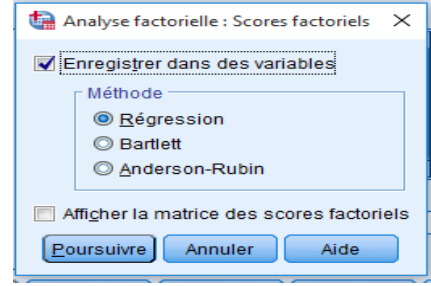 Analyse factorielle : Scores factoriels
Enregistrer dans des variables
Méthode
Régression
Bartlett
Anderson-Rubin
Afficher la matrice des scores factoriels
Poursuivre Annuler Aide